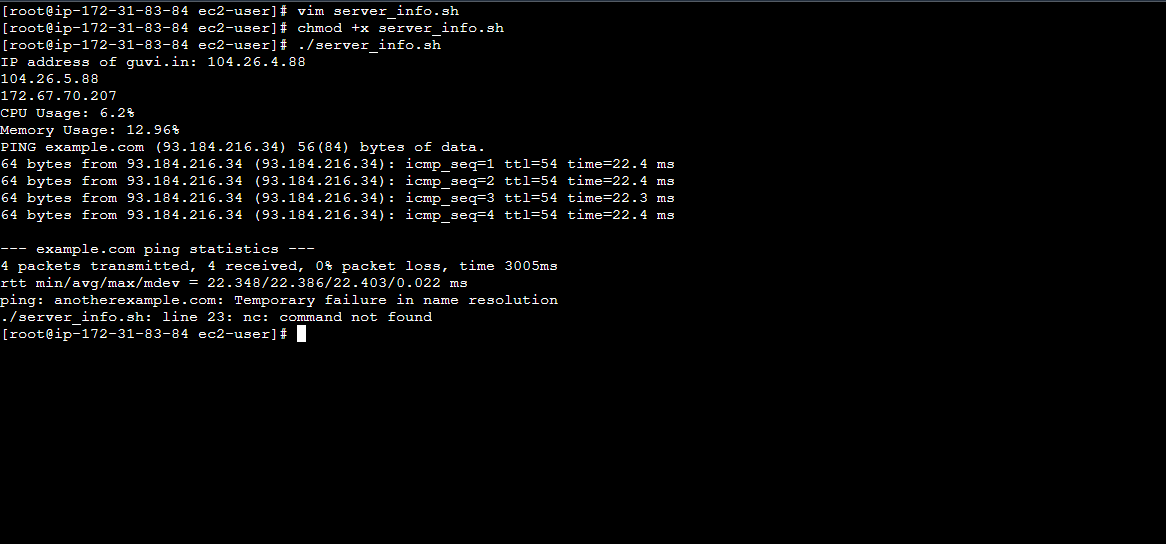 [root@ip-172-31-83-84 ec2-user]# vim server_info.sh
[root@ip-172-31-83-84 ec2-user]# chmod +x server_info.sh
[root@ip-172-31-83-84 ec2-user]# ./server_info.sh
IP address of guvi.in: 104.26.4.88
104.26.5.88
172.67.70.207
CPU Usage: 6.2%
Memory Usage: 12.96%
PING example.com (93.184.216.34) 56(84) bytes of data.
64 bytes from 93.184.216.34 (93.184.216.34): icmp_seq=1 ttl=54 time=22.4 ms
64 bytes from 93.184.216.34 (93.184.216.34): icmp_seq=2 ttl=54 time=22.4 ms
64 bytes from 93.184.216.34 (93.184.216.34): icmp_seq=3 ttl=54 time=22.3 ms
64 bytes from 93.184.216.34 (93.184.216.34): icmp_seq=4 ttl=54 time=22.4 ms
--- example.com ping statistics ---
4 packets transmitted, 4 received, 0% packet loss, time 3005ms
rtt min/avg/max/mdev = 22.348/22.386/22.403/0.022 ms
ping: anotherexample.com: Temporary failure in name resolution
./server_info.sh: line 23: nc: command not found
[root@ip-172-31-83-84 ec2-user]#